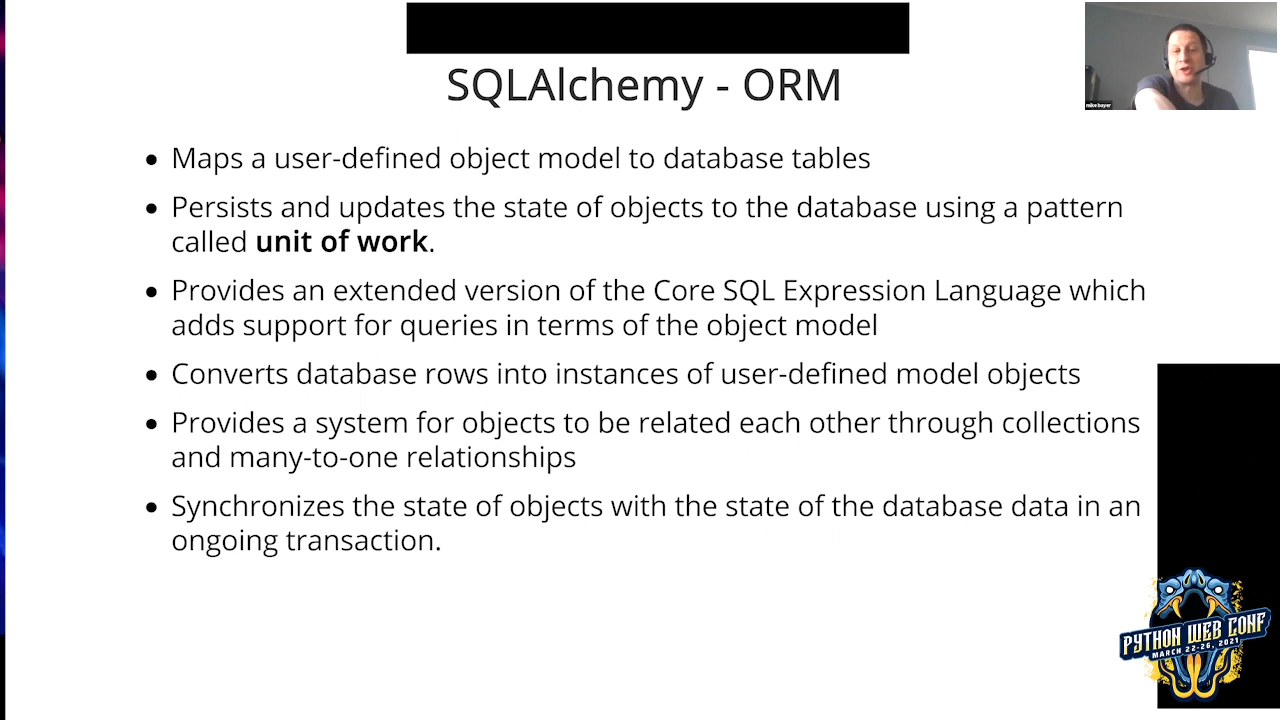 SQLAlchemy - ORM
mike bayer
• Maps a user-defined object model to database tables
• Persists and updates the state of objects to the database using a pattern
called unit of work.
• Provides an extended version of the Core SQL Expression Language which
adds support for queries in terms of the object model
• Converts database rows into instances of user-defined model objects
• Provides a system for objects to be related each other through collections
and many-to-one relationships
• Synchronizes the state of objects with the state of the database data in an
ongoing transaction.
PYTHON WEB CONF
MARCH 22-26, 2021